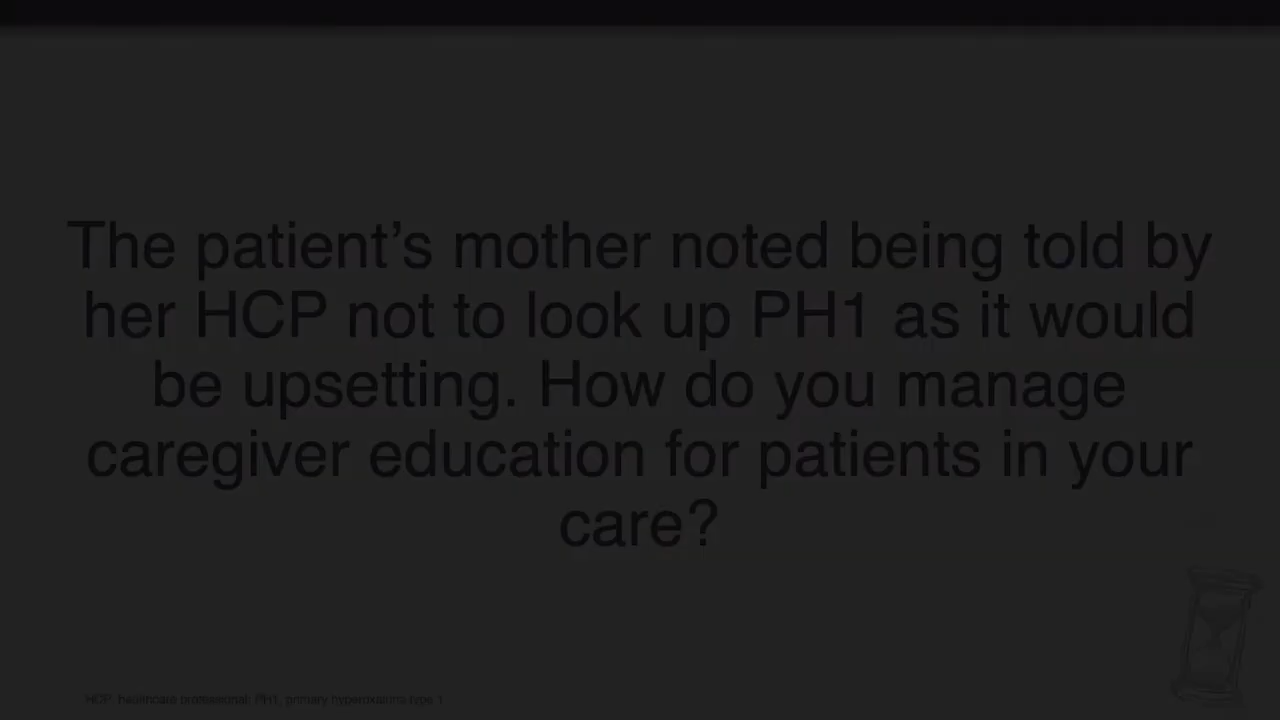 The patient’s mother noted being told by
her HCP not to look up PH1 as it would
be upsetting. How do you manage
caregiver education for patients in your
care?
HCP, healthcare professional; PH1, primary hyperoxaluria type 1